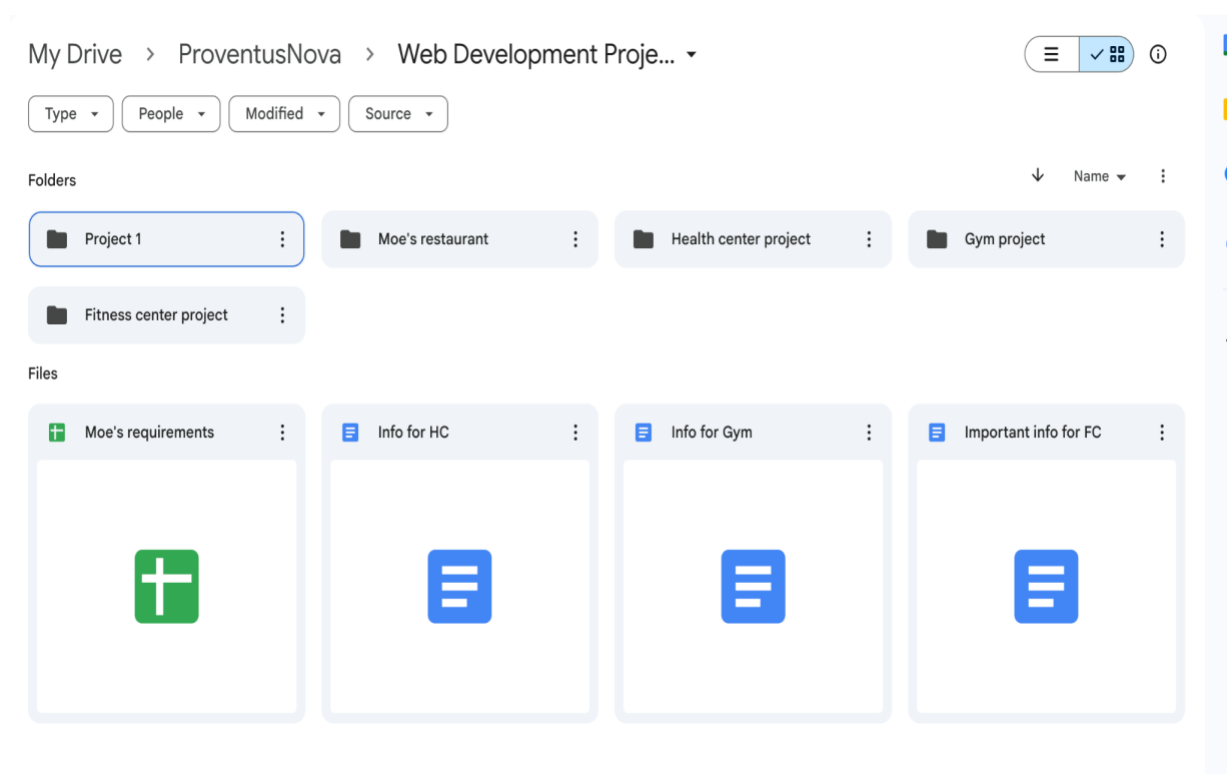 My Drive > ProventusNova > Web Development Proje...
Type People Modified Source
Folders
Name
Project 1 Moe's restaurant Health center project Gym project
Fitness center project
Files
Moe's requirements Info for HC Info for Gym Important info for FC